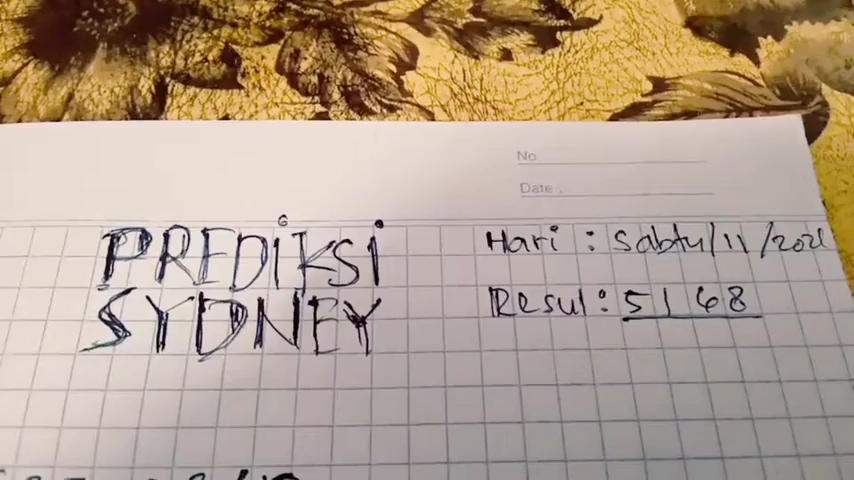 No
Date .
PREDiKSi
SYDNEY
Hari : Sabtu/11/2021
Resul : 5168